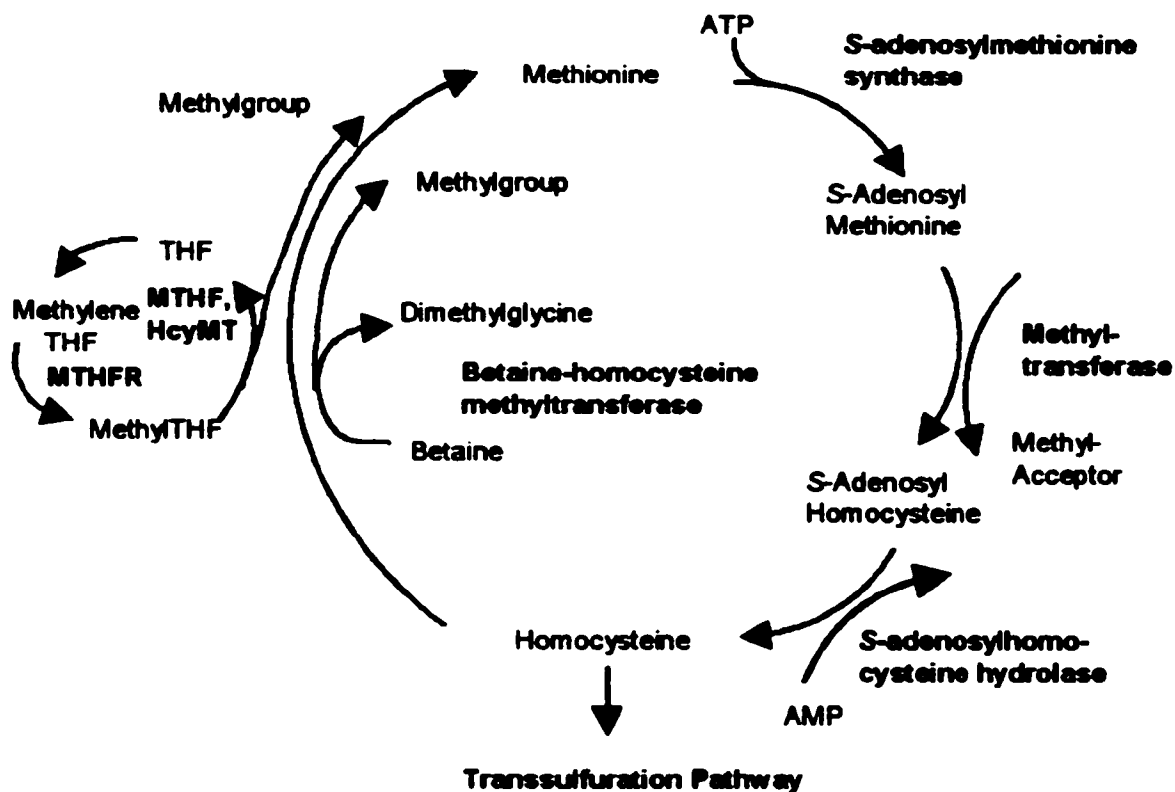 ATP
S-adenosylmethionine
synthase
Methionine
Methylgroup
Methylgroup
S-Adenosyl
Methionine
THF
Methylene
THF
MTHF,
HcyMT
MTHFR
MethylTHF
Dimethylglycine
Betaine-homocysteine
methyltransferase
Betaine
Methyl-
transferase
Methyl-
Acceptor
S-Adenosyl
Homocysteine
Homocysteine
S-adenosylhomo-
cysteine hydrolase
AMP
Transsulfuration Pathway